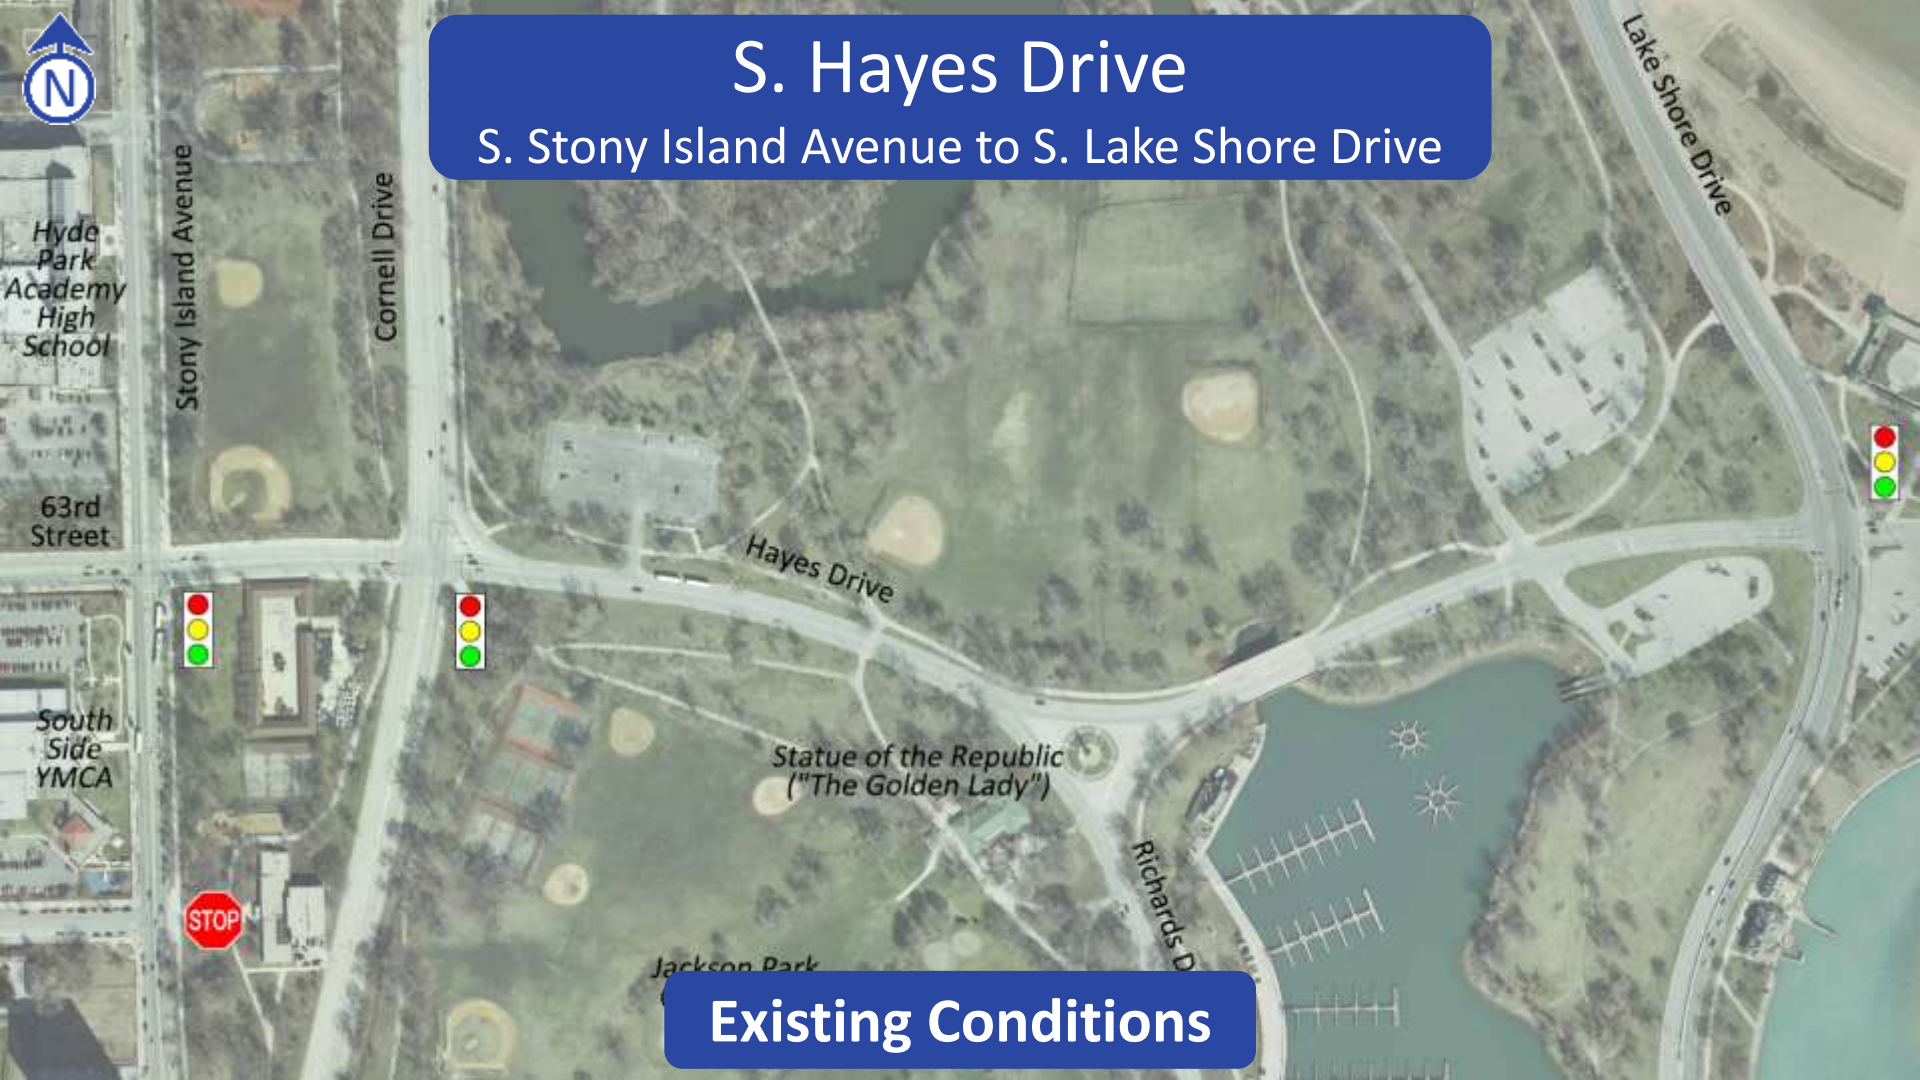 S. Hayes Drive
S. Stony Island Avenue to S. Lake Shore Drive
N
Lake Shore Drive
Stony Island Avenue
Cornell Drive
Hyde
Park
Academy
High
School
63rd
Street
Hayes Drive
South
Side
YMCA
Statue of the Republic
("The Golden Lady")
Richards D
STOP
Jackson Park
Existing Conditions